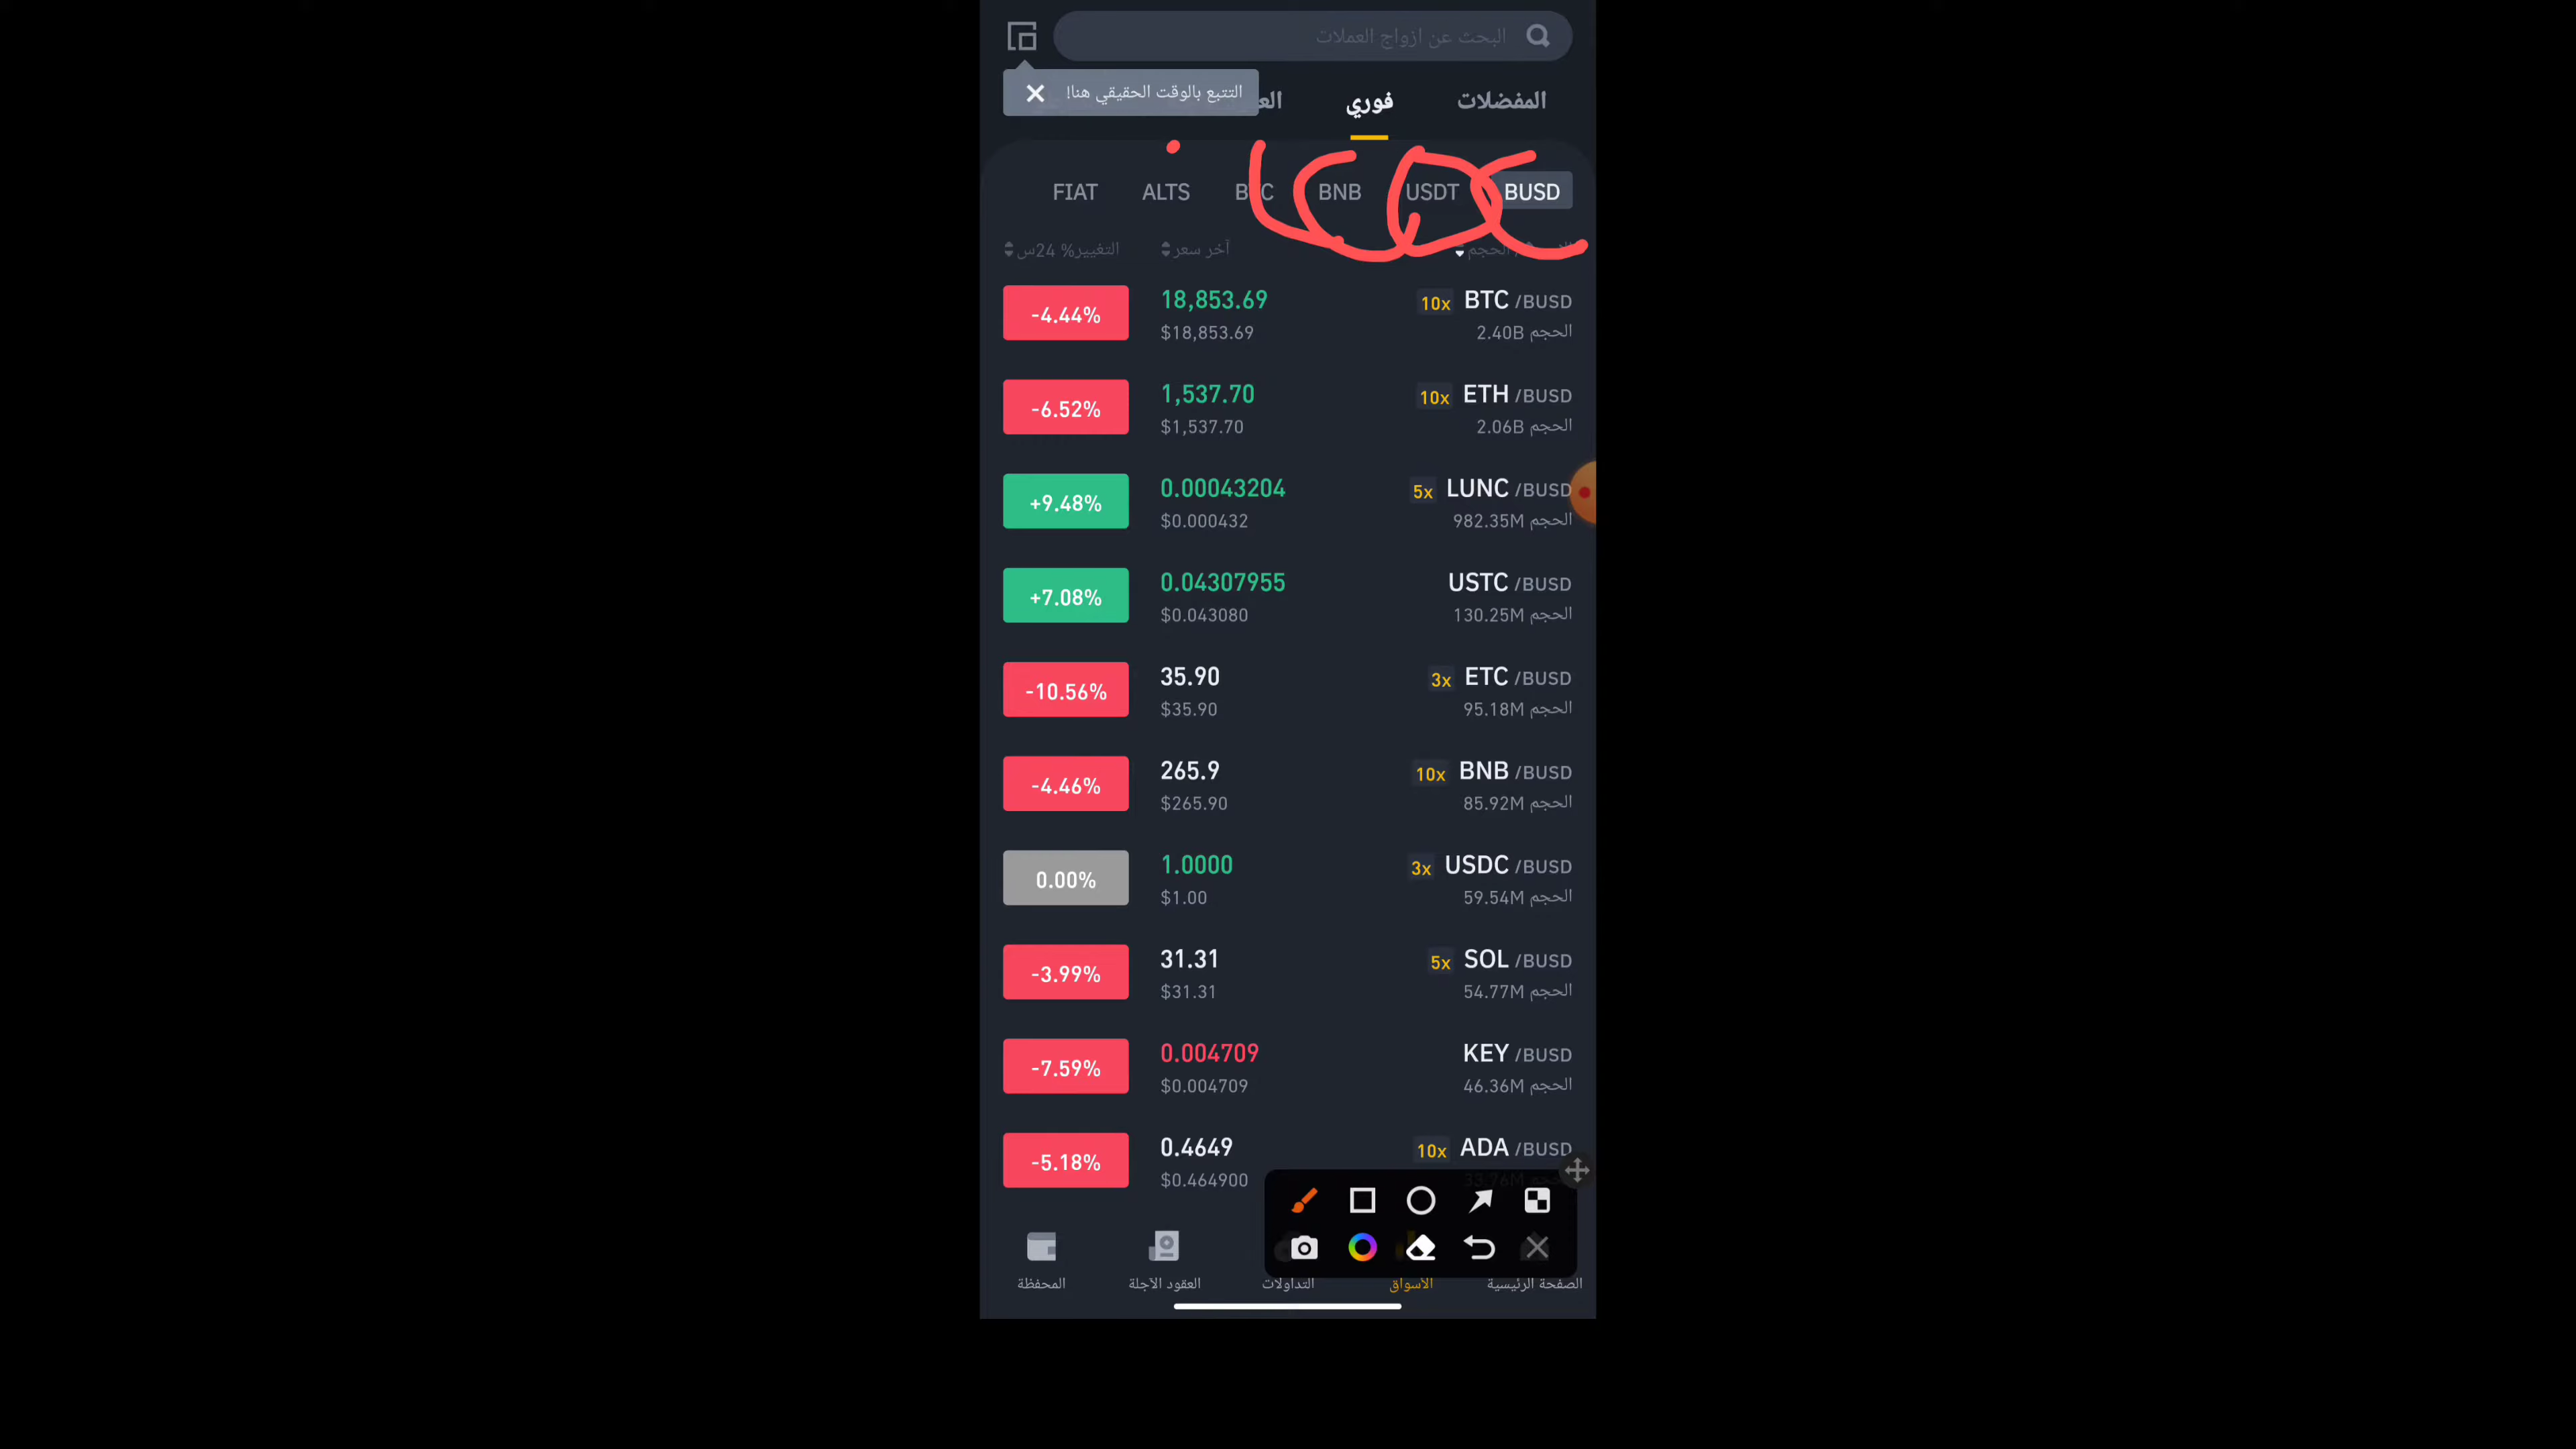 البحث عن ازواج العملات
التتبع بالوقت الحقيقي هنا!
المفضلات فوري
BUSD USDT BNB BTC ALTS FIAT
الحجم آخر سعر التغيير% 24س
BTC /BUSD 10x 18,853.69 -4.44%
الحجم 2.40B $18,853.69
ETH /BUSD 10x 1,537.70 -6.52%
الحجم 2.06B $1,537.70
LUNC /BUSD 5x 0.00043204 +9.48%
الحجم 982.35M $0.000432
USTC /BUSD 0.04307955 +7.08%
الحجم 130.25M $0.043080
ETC /BUSD 3x 35.90 -10.56%
الحجم 95.18M $35.90
BNB /BUSD 10x 265.9 -4.46%
الحجم 85.92M $265.90
USDC /BUSD 3x 1.0000 0.00%
الحجم 59.54M $1.00
SOL /BUSD 5x 31.31 -3.99%
الحجم 54.77M $31.31
KEY /BUSD 0.004709 -7.59%
الحجم 46.36M $0.004709
ADA /BUSD 10x 0.4649 -5.18%
33.76M $0.464900
الصفحة الرئيسية الأسواق التداولات العقود الآجلة المحفظة